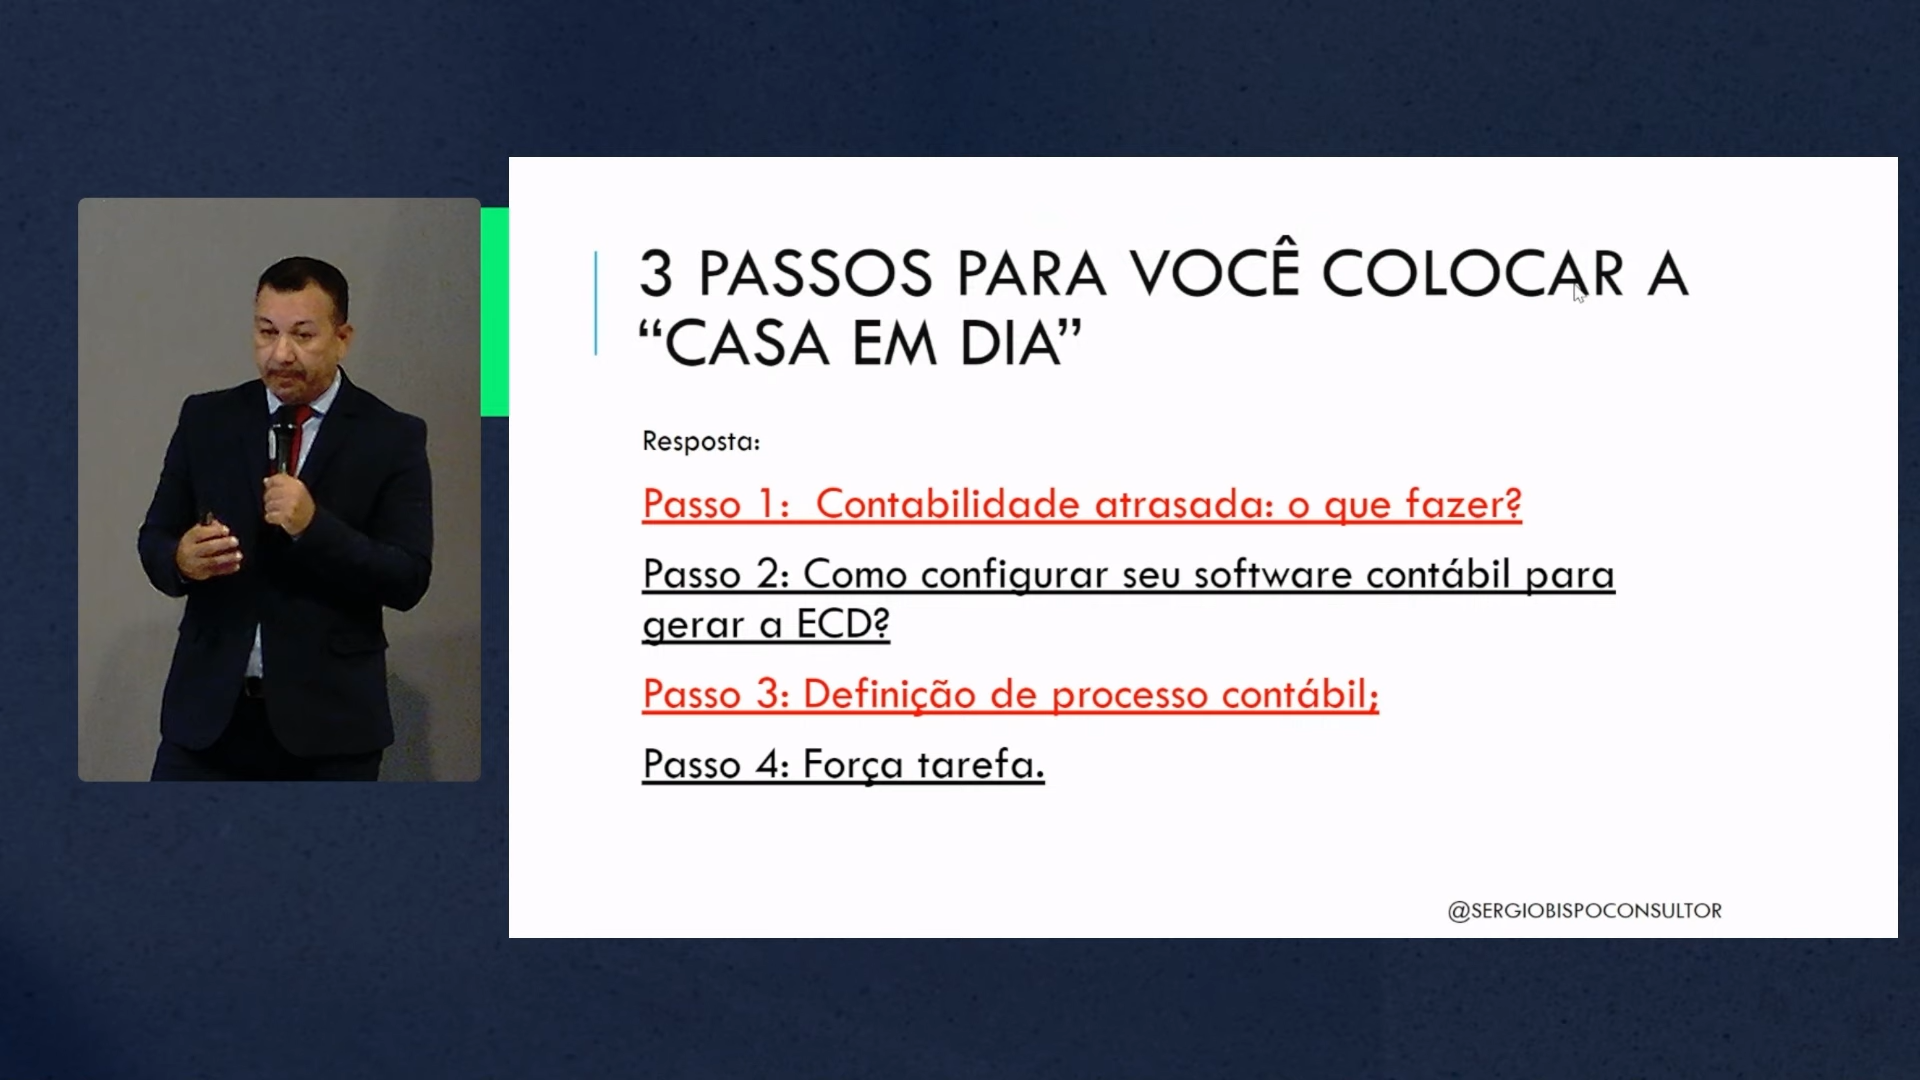 3 PASSOS PARA VOCÊ COLOCAR A
“CASA EM DIA”
Resposta:
Passo 1:  Contabilidade atrasada: o que fazer?
Passo 2: Como configurar seu software contábil para
gerar a ECD?
Passo 3: Definição de processo contábil;
Passo 4: Força tarefa.
@SERGIOBISPOCONSULTOR